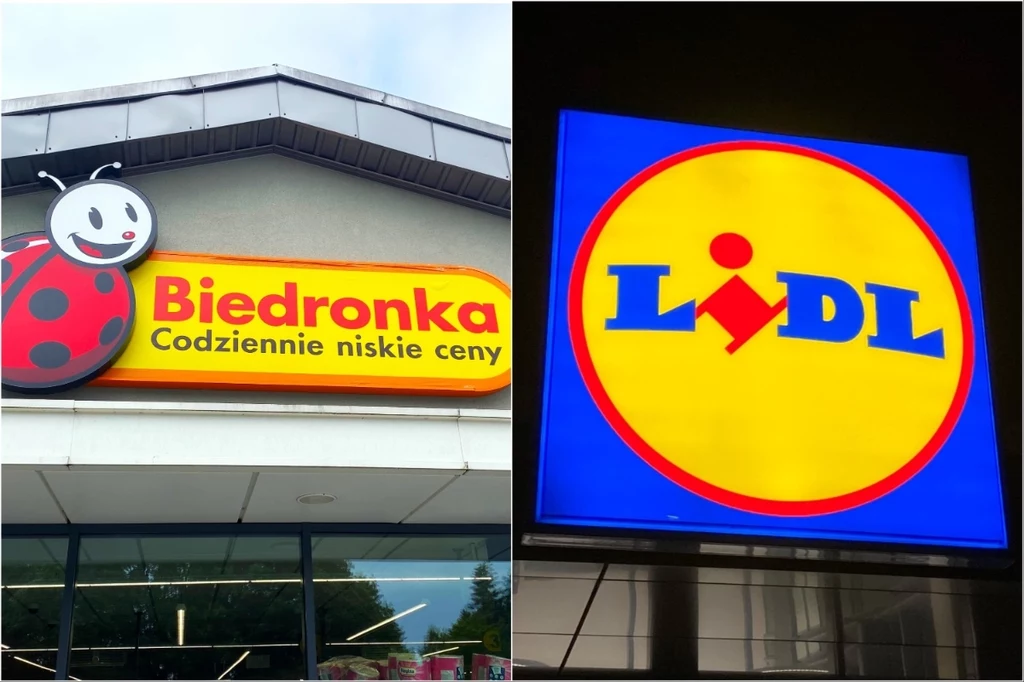 Biedronka
Codziennie niskie ceny
LiDL